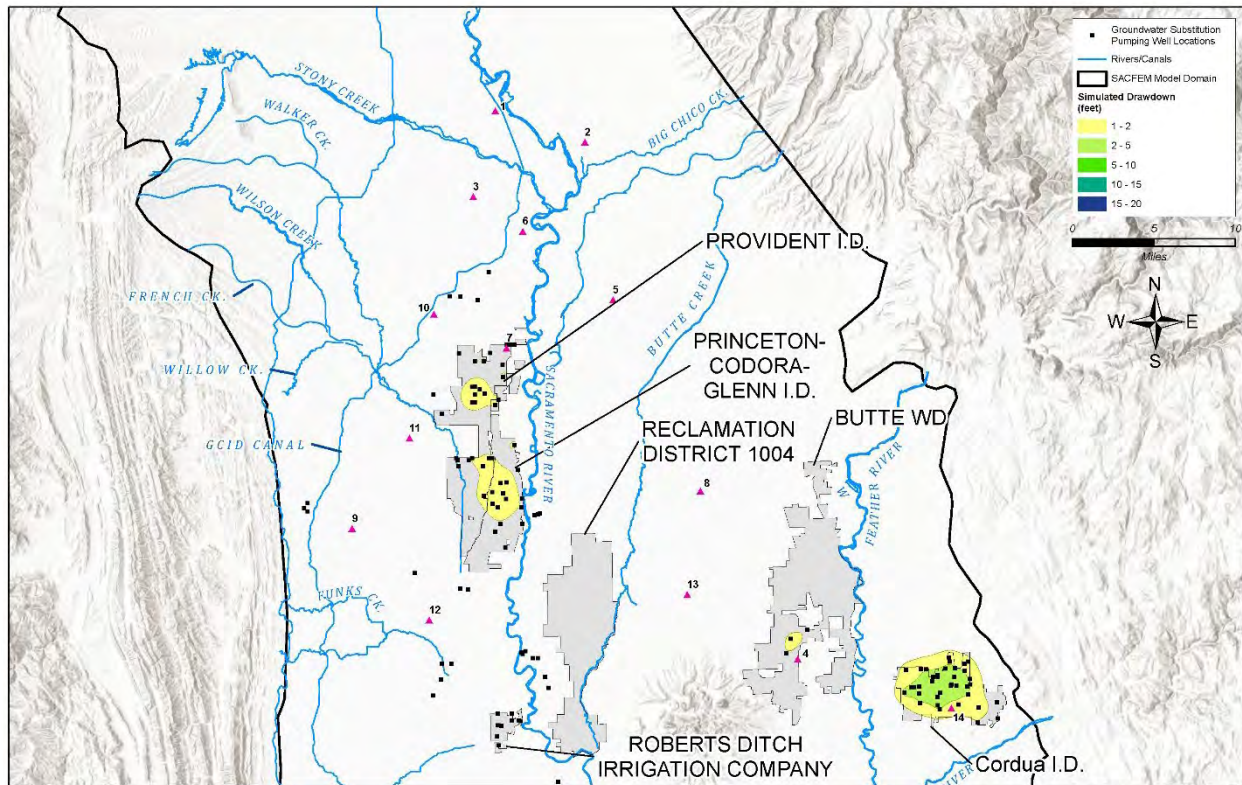 Groundwater Substitution
Pumping Well Locations
Rivers/Canals
SACFEM Model Domain
Simulated Drawdown
(feet)
1 - 2
2 - 5
5 - 10
10 - 15
15 - 20
0
5
10
Miles
N
W
E
S
STONY CREEK
WALKER CK.
WILSON CREEK
FRENCH CK.
WILLOW CK.
GCID CANAL
FUNKS CK.
BIG CHICO CK.
BUTTE CREEK
SACRAMENTO RIVER
W
FEATHER RIVER
RIVER
PROVIDENT I.D.
PRINCETON-
CODORA-
GLENN I.D.
RECLAMATION
DISTRICT 1004
BUTTE WD
ROBERTS DITCH
IRRIGATION COMPANY
Cordua I.D.
1
2
3
6
5
10
7
11
8
9
13
12
4
14